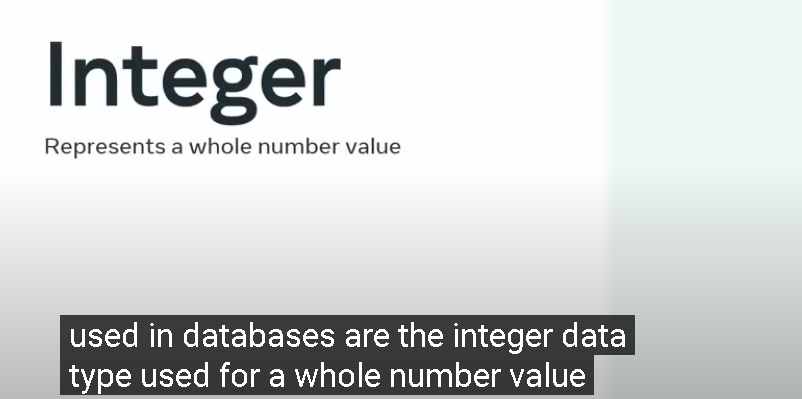 Integer
Represents a whole number value
used in databases are the integer data
type used for a whole number value